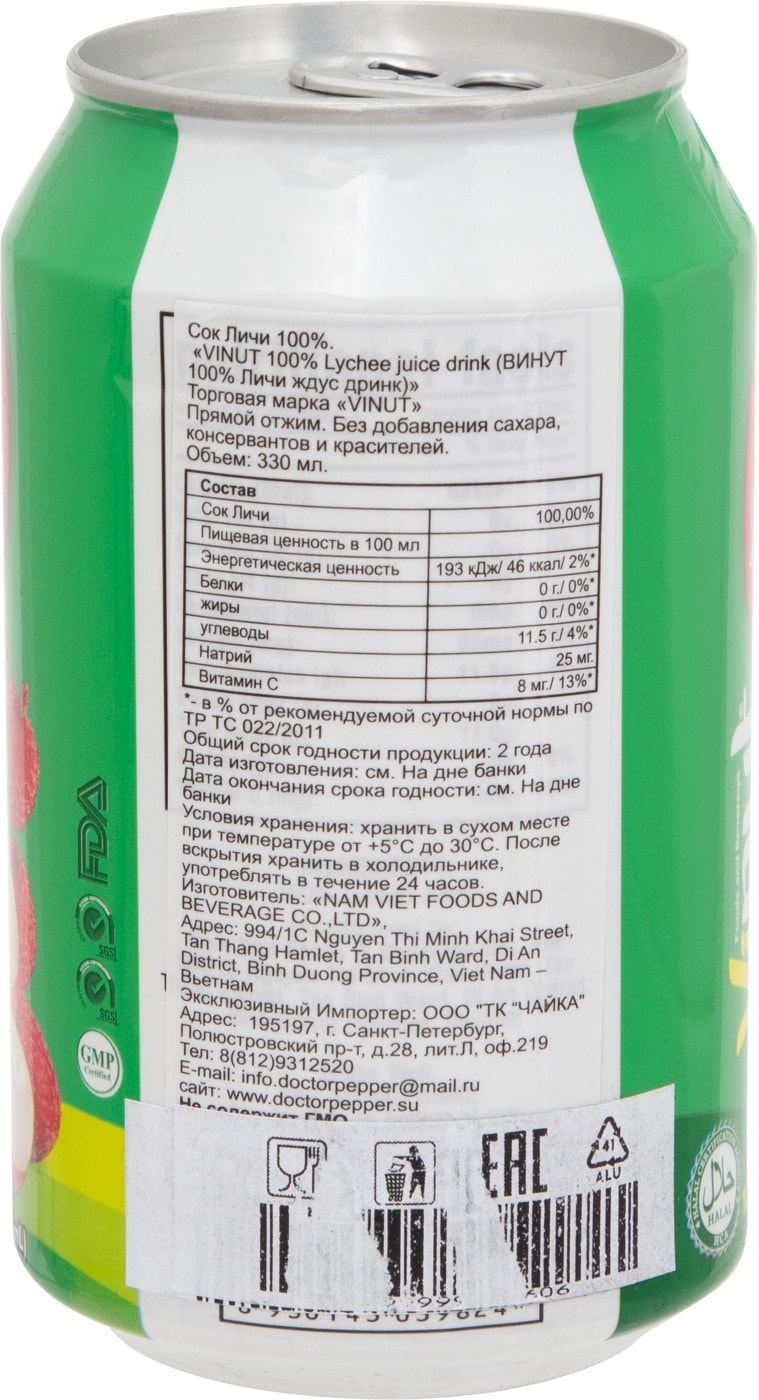 Сок Личи 100%.
«VINUT 100% Lychee juice drink (ВИНУТ
100% Личи ждус дринк)»
Торговая марка «VINUT»
Прямой отжим. Без добавления сахара,
консервантов и красителей.
Объем: 330 мл.
Состав
Сок Личи 100,00%
Пищевая ценность в 100 мл
Энергетическая ценность 193 кДж/ 46 ккал/ 2%*
Белки 0 г./ 0%*
жиры 0 г./ 0%*
углеводы 11.5 г./ 4%*
Натрий 25 мг.
Витамин С 8 мг./ 13%*
*- в % от рекомендуемой суточной нормы по
ТР ТС 022/2011
Общий срок годности продукции: 2 года
Дата изготовления: см. На дне банки
Дата окончания срока годности: см. На дне
банки
Условия хранения: хранить в сухом месте
при температуре от +5°С до 30°С. После
вскрытия хранить в холодильнике,
употреблять в течение 24 часов.
Изготовитель: «NAM VIET FOODS AND
BEVERAGE CO.,LTD»,
Адрес: 994/1C Nguyen Thi Minh Khai Street,
Tan Thang Hamlet, Tan Binh Ward, Di An
District, Binh Duong Province, Viet Nam –
Вьетнам
Эксклюзивный Импортер: ООО "ТК "ЧАЙКА"
Адрес: 195197, г. Санкт-Петербург,
Полюстровский пр-т, д.28, лит.Л, оф.219
Тел: 8(812)9312520
E-mail: info.doctorpepper@mail.ru
сайт: www.doctorpepper.su
Не содержит ГМО
EAC
41
ALU
FDA
SGS
SGS
GMP
Certified
Foods and Beverage
حلال
HALAL
HCA